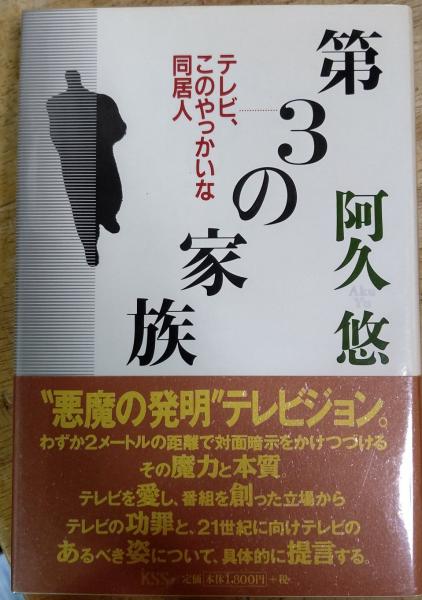 第3の家族
テレビ、
このやっかいな
同居人
阿久悠
Aku
Yu
“悪魔の発明”テレビジョン。
わずか2メートルの距離で対面暗示をかけつづける
その魔力と本質
テレビを愛し、番組を創った立場から
テレビの功罪と、21世紀に向けテレビの
あるべき姿について、具体的に提言する。
KSS 定価 本体1,800円 +税